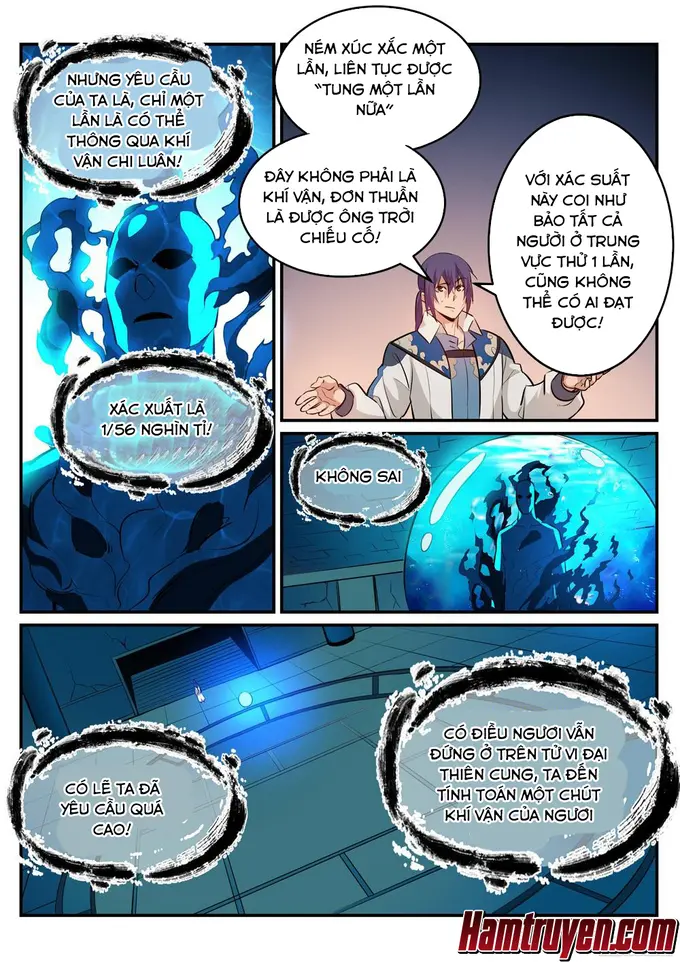 NHƯNG YÊU CẦU
CỦA TA LÀ, CHỈ MỘT
LẦN LÀ CÓ THỂ
THÔNG QUA KHÍ
VẬN CHI LUÂN!
XÁC XUẤT LÀ
1/56 NGHÌN TỈ!
NÉM XÚC XẮC MỘT
LẦN, LIÊN TỤC ĐƯỢC
"TUNG MỘT LẦN
NỮA"
ĐÂY KHÔNG PHẢI LÀ
KHÍ VẬN, ĐƠN THUẦN
LÀ ĐƯỢC ÔNG TRỜI
CHIẾU CỐ!
VỚI XÁC SUẤT
NÀY COI NHƯ
BẢO TẤT CẢ
NGƯỜI Ở TRUNG
VỰC THỬ 1 LẦN,
CŨNG KHÔNG
THỂ CÓ AI ĐẠT
ĐƯỢC!
KHÔNG SAI
CÓ LẼ TA ĐÃ
YÊU CẦU QUÁ
CAO!
CÓ ĐIỀU NGƯƠI VẪN
ĐỨNG Ở TRÊN TỬ VI ĐẠI
THIÊN CUNG, TA ĐẾN
TÍNH TOÁN MỘT CHÚT
KHÍ VẬN CỦA NGƯƠI
Hamtruyen.com